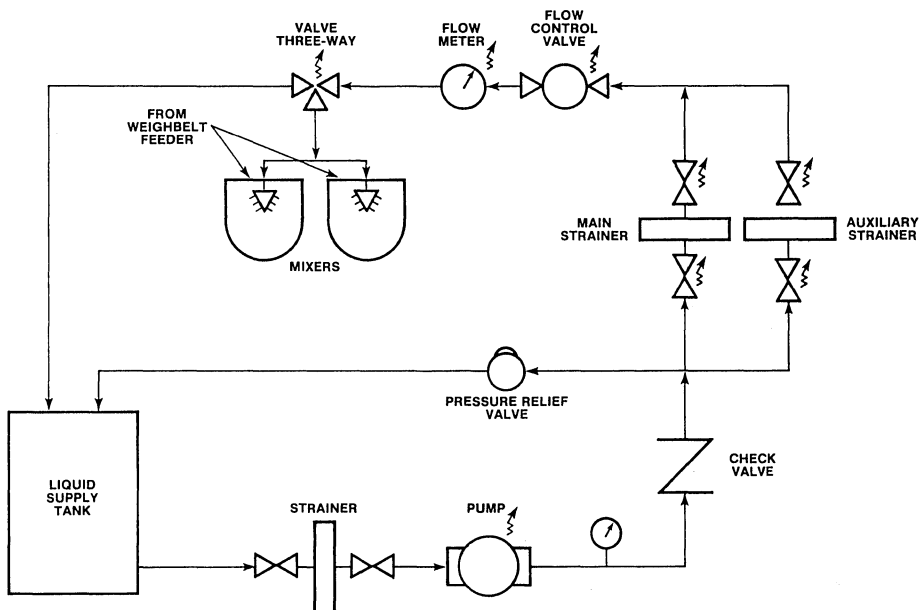 VALVE
THREE-WAY
FLOW
METER
FLOW
CONTROL
VALVE
FROM
WEIGHBELT
FEEDER
MIXERS
MAIN
STRAINER
AUXILIARY
STRAINER
PRESSURE RELIEF
VALVE
CHECK
VALVE
LIQUID
SUPPLY
TANK
STRAINER
PUMP